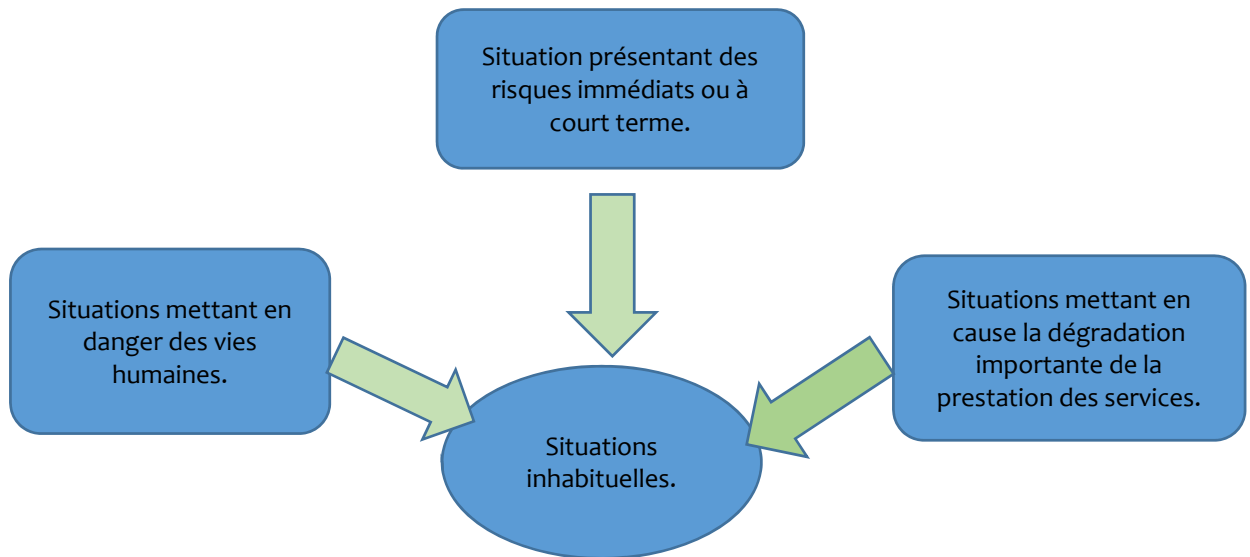 Situation présentant des
risques immédiats ou à
court terme.
Situations mettant en
danger des vies
humaines.
Situations mettant en
cause la dégradation
importante de la
prestation des services.
Situations
inhabituelles.